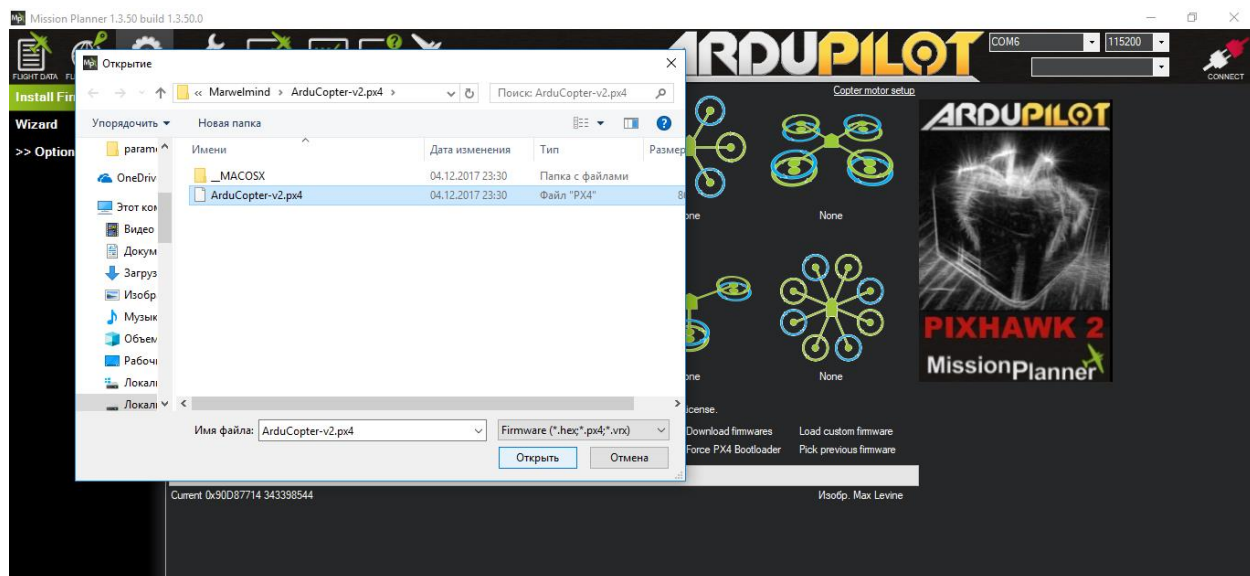 Mission Planner 1.3.50 build 1.3.50.0
FLIGHT DATA
ARDUPILOT
COM6
115200
CONNECT
Открытие
« Marwelmind › ArduCopter-v2.px4 ›
Поиск: ArduCopter-v2.px4
Упорядочить
Новая папка
Имени
Дата изменения
Тип
Размер
__MACOSX
04.12.2017 23:30
Папка с файлами
ArduCopter-v2.px4
04.12.2017 23:30
Файл "PX4"
OneDriv
Этот ком
Видео
Докум
Загруз
Изобр
Музык
Объем
Рабочи
Локалі
Локалі
Имя файла:
ArduCopter-v2.px4
Firmware (*.hex;*.px4;*.vrx)
Открыть
Отмена
Install Fir
Wizard
>> Option
Copter motor setup
None
None
Download firmwares
Load custom firmware
Force PX4 Bootloader
Pick previous firmware
Current 0x90D87714 343398544
Изобр. Max Levine
ARDUPILOT
PIXHAWK 2
MissionPlanner